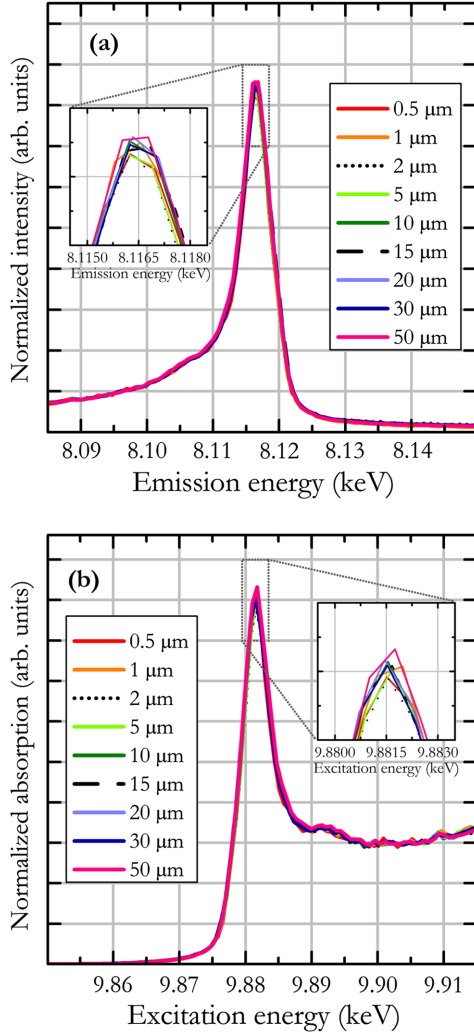 (a)
Normalized intensity (arb. units)
0.5 µm
1 µm
2 µm
5 µm
10 µm
15 µm
20 µm
30 µm
50 µm
8.1150 8.1165 8.1180
Emission energy (keV)
8.09 8.10 8.11 8.12 8.13 8.14
Emission energy (keV)
(b)
Normalized absorption (arb. units)
0.5 µm
1 µm
2 µm
5 µm
10 µm
15 µm
20 µm
30 µm
50 µm
9.8800 9.8815 9.8830
Excitation energy (keV)
9.86 9.87 9.88 9.89 9.90 9.91
Excitation energy (keV)